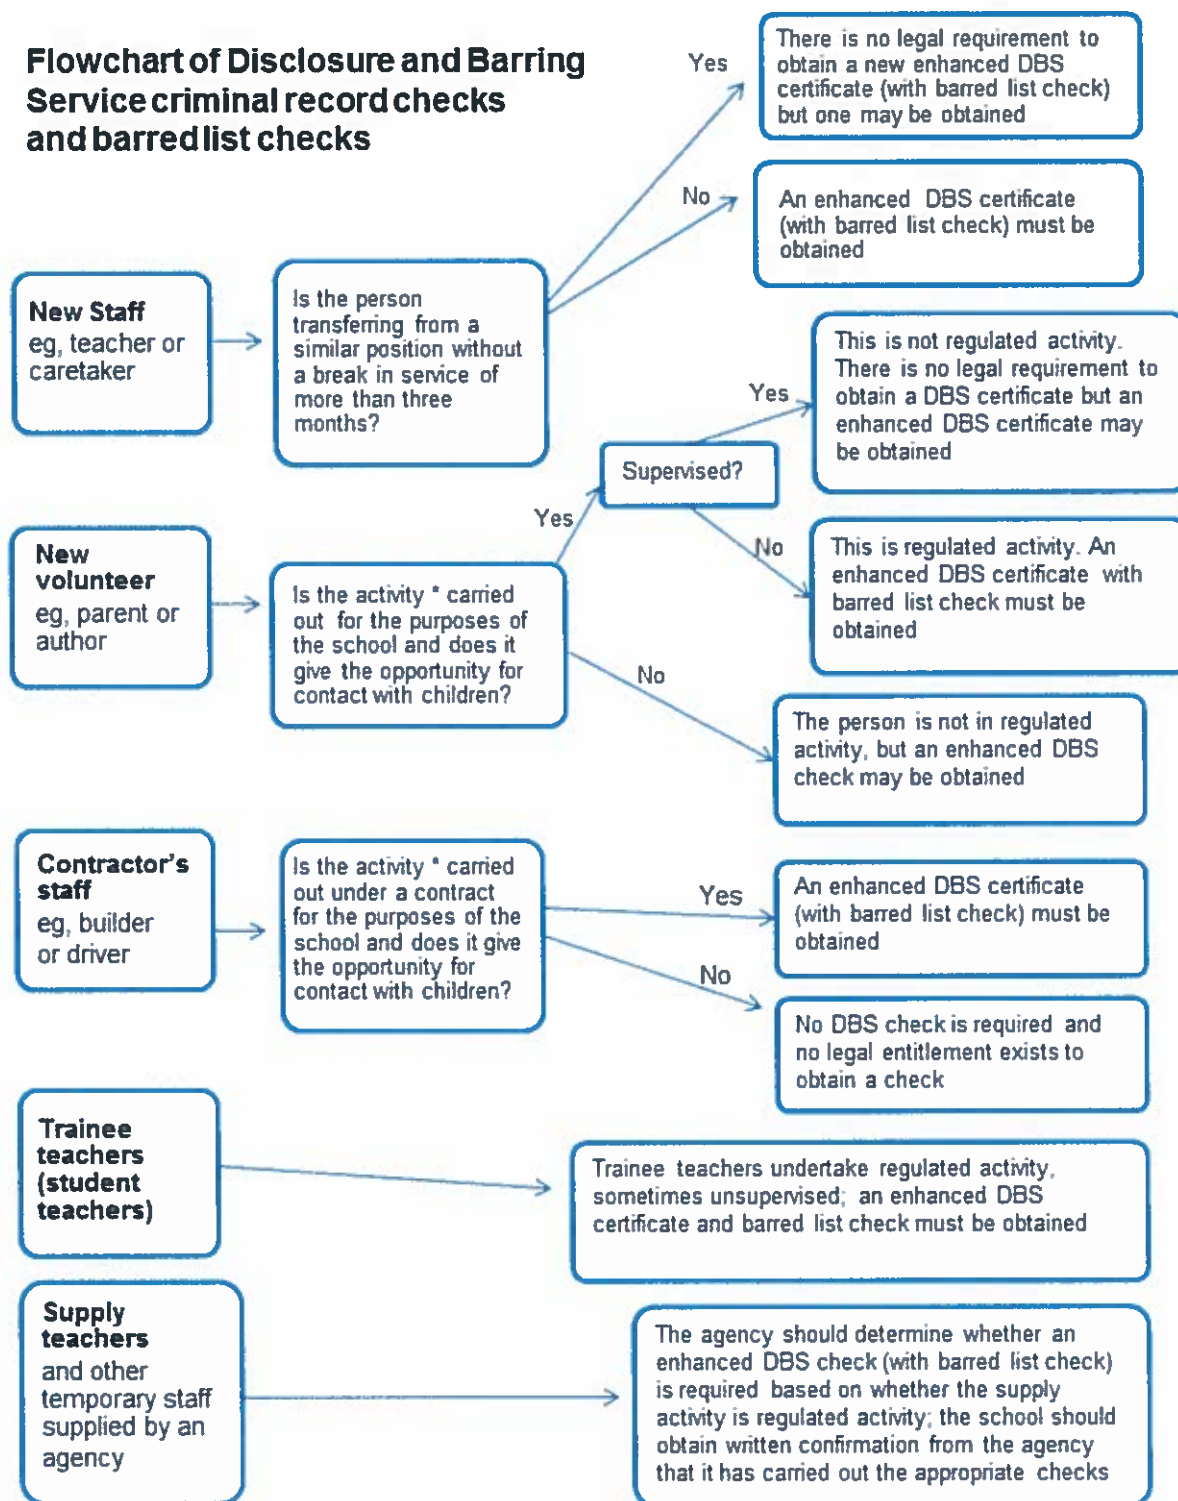 Flowchart of Disclosure and Barring
Service criminal record checks
and barred list checks
Yes
There is no legal requirement to
obtain a new enhanced DBS
certificate (with barred list check)
but one may be obtained
No
An enhanced DBS certificate
(with barred list check) must be
obtained
New Staff
eg, teacher or
caretaker
Is the person
transferring from a
similar position without
a break in service of
more than three
months?
This is not regulated activity.
There is no legal requirement to
obtain a DBS certificate but an
enhanced DBS certificate may
be obtained
Yes
Supervised?
Yes
No
This is regulated activity. An
enhanced DBS certificate with
barred list check must be
obtained
New
volunteer
eg, parent or
author
Is the activity * carried
out for the purposes of
the school and does it
give the opportunity for
contact with children?
No
The person is not in regulated
activity, but an enhanced DBS
check may be obtained
Contractor's
staff
eg, builder
or driver
Is the activity * carried
out under a contract
for the purposes of the
school and does it give
the opportunity for
contact with children?
Yes
An enhanced DBS certificate
(with barred list check) must be
obtained
No
No DBS check is required and
no legal entitlement exists to
obtain a check
Trainee
teachers
(student
teachers)
Trainee teachers undertake regulated activity,
sometimes unsupervised; an enhanced DBS
certificate and barred list check must be obtained
Supply
teachers
and other
temporary staff
supplied by an
agency
The agency should determine whether an
enhanced DBS check (with barred list check)
is required based on whether the supply
activity is regulated activity; the school should
obtain written confirmation from the agency
that it has carried out the appropriate checks